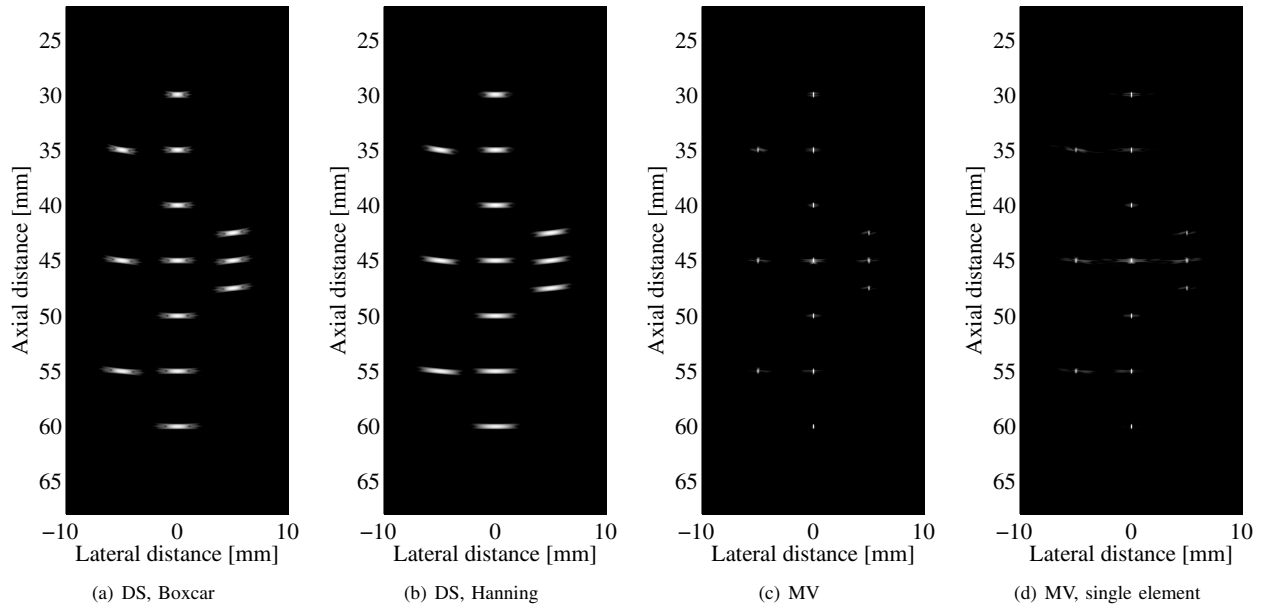 25
30
35
40
45
50
55
60
65
Axial distance [mm]
−10 0 10
Lateral distance [mm]
(a) DS, Boxcar
25
30
35
40
45
50
55
60
65
Axial distance [mm]
−10 0 10
Lateral distance [mm]
(b) DS, Hanning
25
30
35
40
45
50
55
60
65
Axial distance [mm]
−10 0 10
Lateral distance [mm]
(c) MV
25
30
35
40
45
50
55
60
65
Axial distance [mm]
−10 0 10
Lateral distance [mm]
(d) MV, single element